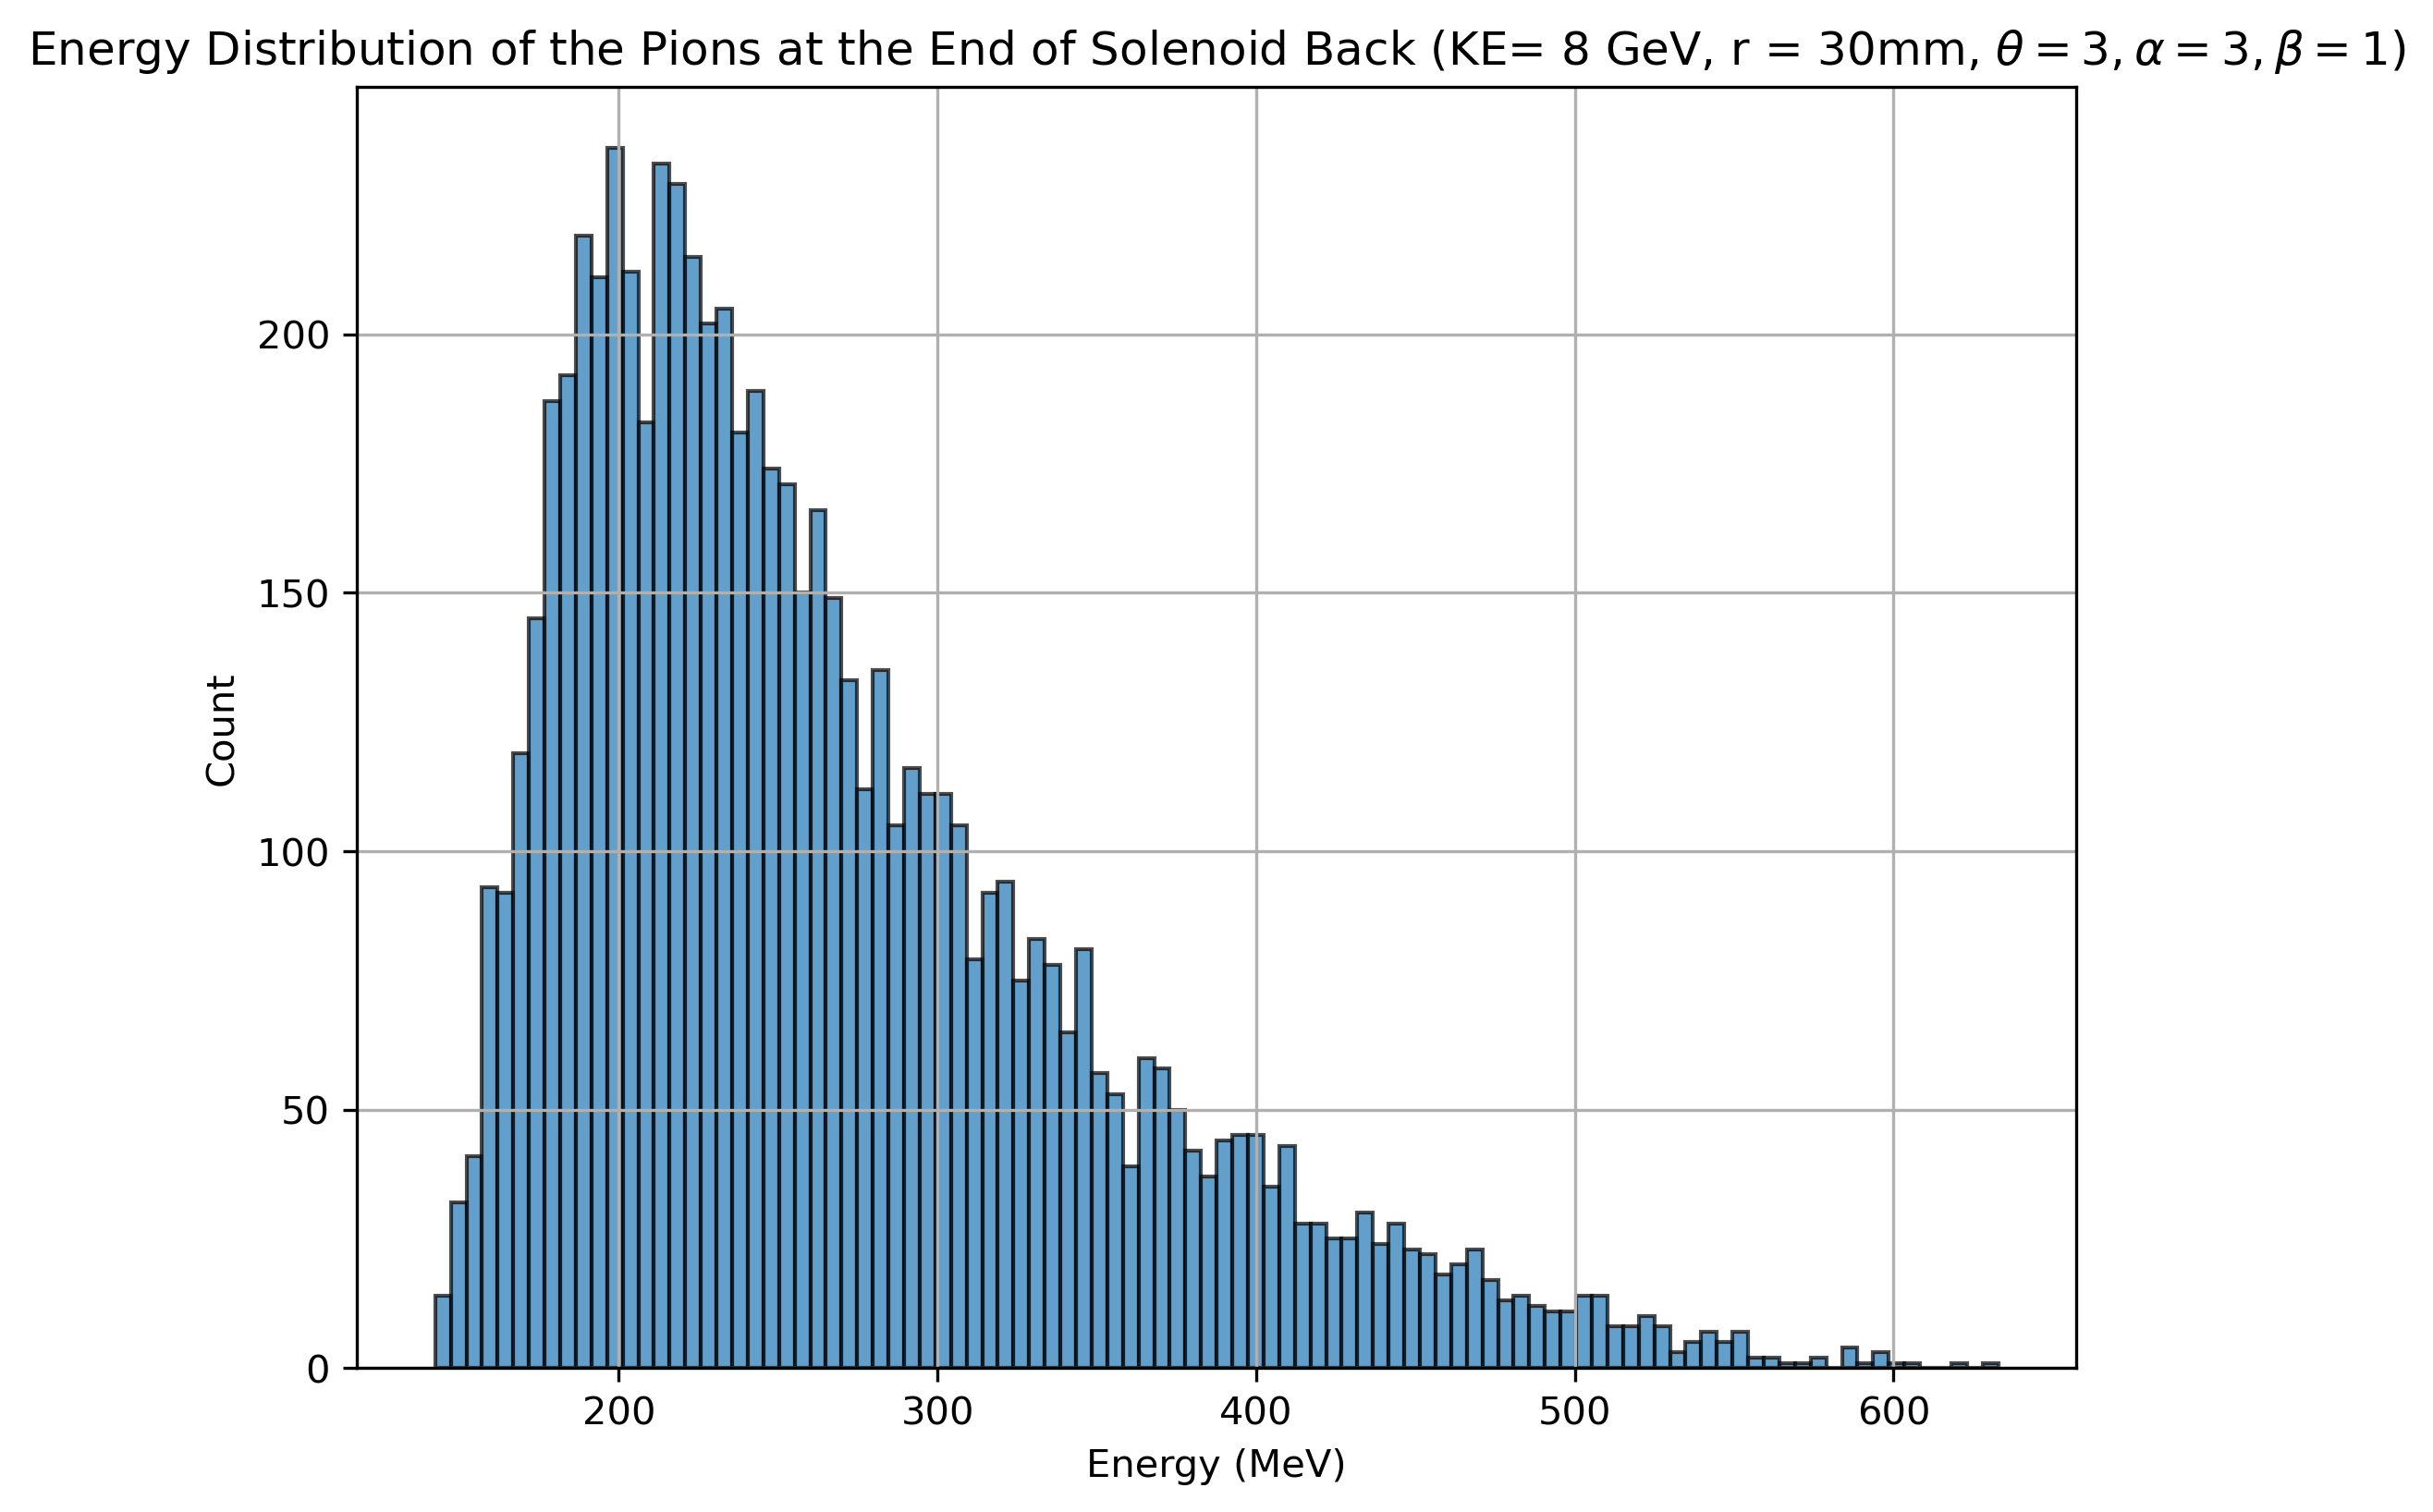 Energy Distribution of the Pions at the End of Solenoid Back (KE= 8 GeV, r = 30mm, θ = 3, α = 3, β = 1)
200
150
100
50
0
Count
200 300 400 500 600
Energy (MeV)